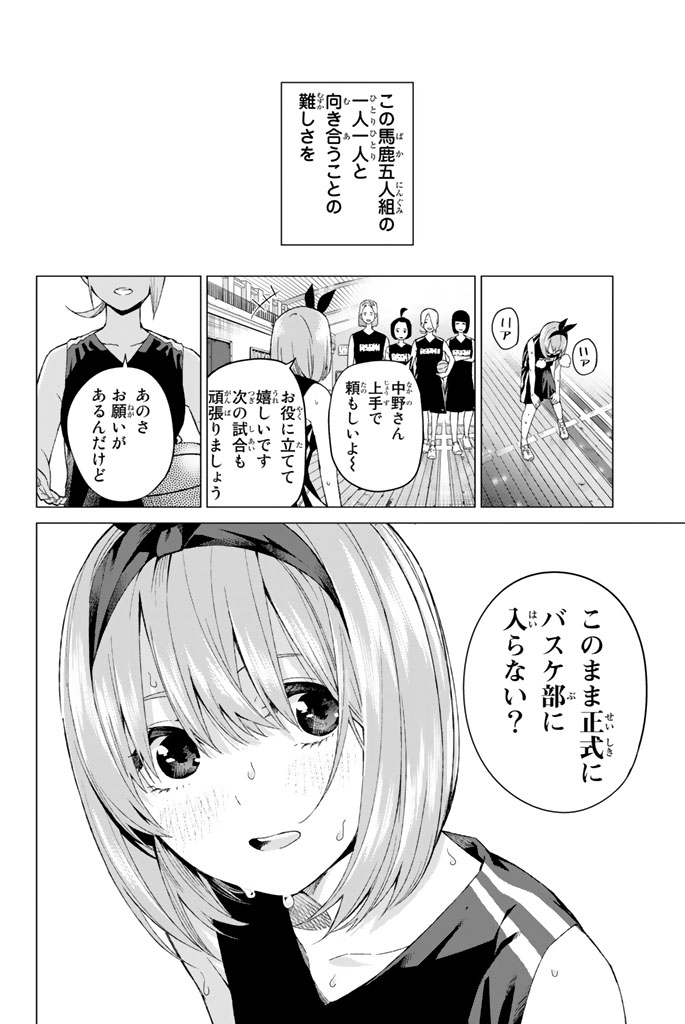 この馬鹿五人組の
一人一人と
向き合うことの
難しさを
ハァ
ハァ
中野さん
上手で
頼もしいよ～
お役に立てて
嬉しいです
次の試合も
頑張りましょう
あのさ
お願いが
あるんだけど
このまま正式に
バスケ部に
入らない？